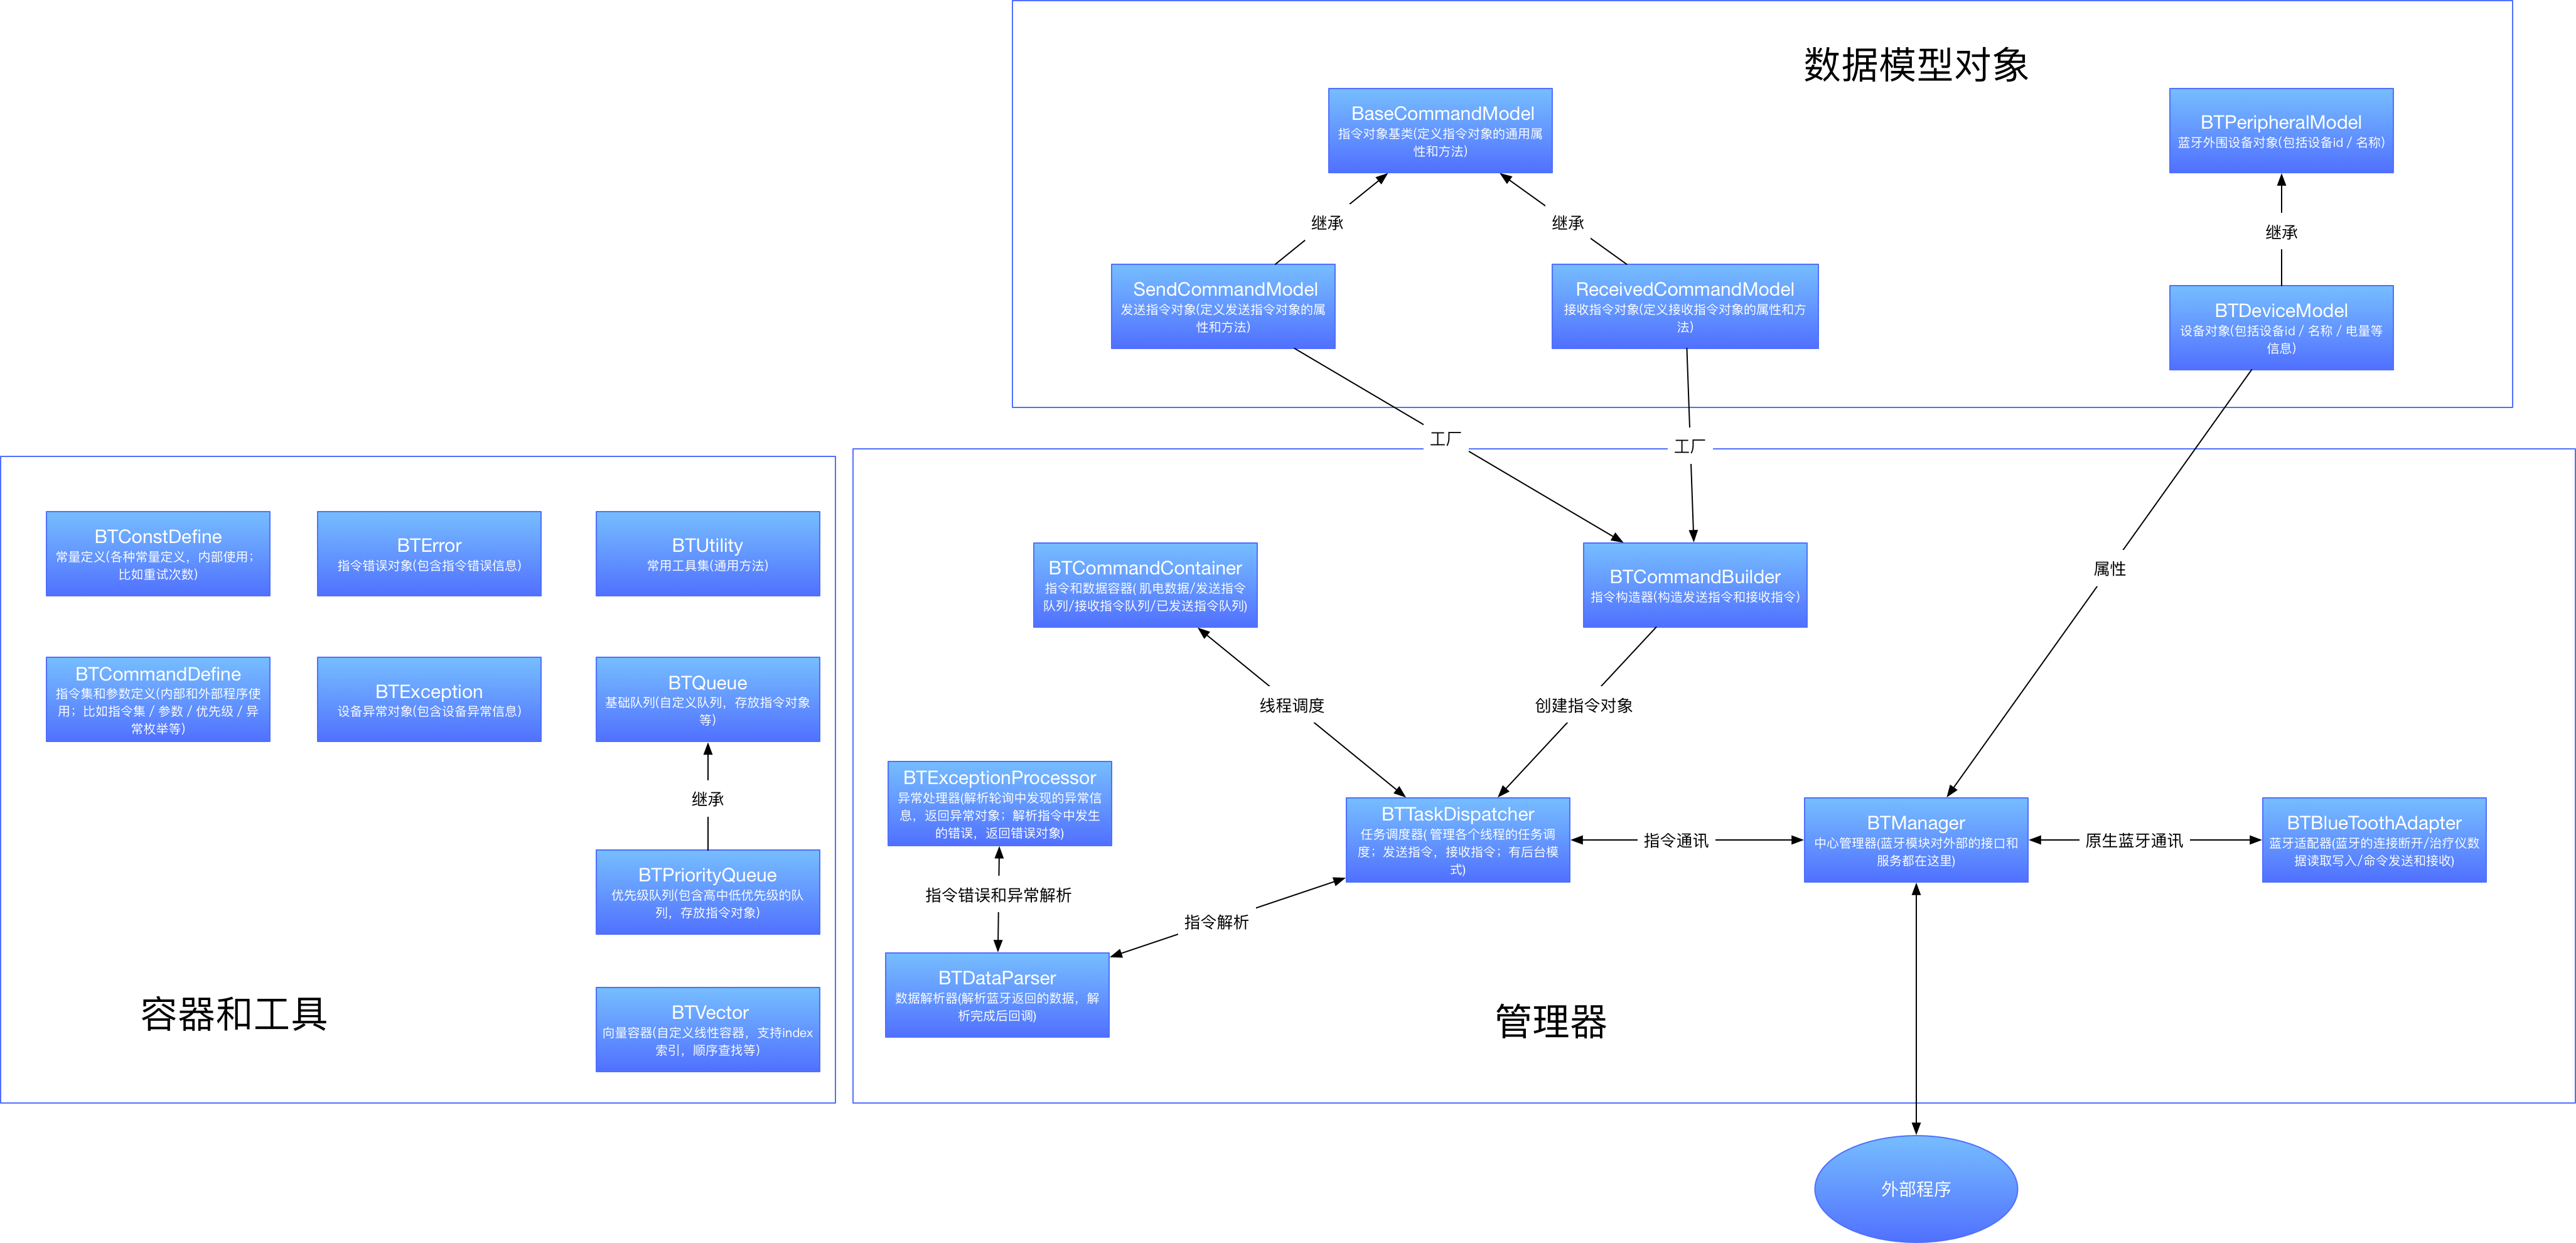 数据模型对象
BaseCommandModel
指令对象基类(定义指令对象的通用属
性和方法)
BTPeripheralModel
蓝牙外围设备对象(包括设备id / 名称)
继承
继承
继承
SendCommandModel
发送指令对象(定义发送指令对象的属
性和方法)
ReceivedCommandModel
接收指令对象(定义接收指令对象的属性和方
法)
BTDeviceModel
设备对象(包括设备id / 名称 / 电量等
信息)
工厂
工厂
属性
BTConstDefine
常量定义(各种常量定义，内部使用；
比如重试次数)
BTError
指令错误对象(包含指令错误信息)
BTUtility
常用工具集(通用方法)
BTCommandDefine
指令集和参数定义(内部和外部程序使
用；比如指令集 / 参数 / 优先级 / 异
常枚举等)
BTException
设备异常对象(包含设备异常信息)
BTQueue
基础队列(自定义队列，存放指令对象
等)
继承
BTPriorityQueue
优先级队列(包含高中低优先级的队
列，存放指令对象)
BTVector
向量容器(自定义线性容器，支持index
索引，顺序查找等)
容器和工具
BTCommandContainer
指令和数据容器( 肌电数据/发送指令
队列/接收指令队列/已发送指令队列)
BTCommandBuilder
指令构造器(构造发送指令和接收指令)
线程调度
创建指令对象
BTExceptionProcessor
异常处理器(解析轮询中发现的异常信
息，返回异常对象；解析指令中发生
的错误，返回错误对象)
BTTaskDispatcher
任务调度器( 管理各个线程的任务调
度；发送指令，接收指令；有后台模
式)
指令通讯
BTManager
中心管理器(蓝牙模块对外部的接口和
服务都在这里)
原生蓝牙通讯
BTBlueToothAdapter
蓝牙适配器(蓝牙的连接断开/治疗仪数
据读取写入/命令发送和接收)
指令错误和异常解析
指令解析
BTDataParser
数据解析器(解析蓝牙返回的数据，解
析完成后回调)
管理器
外部程序